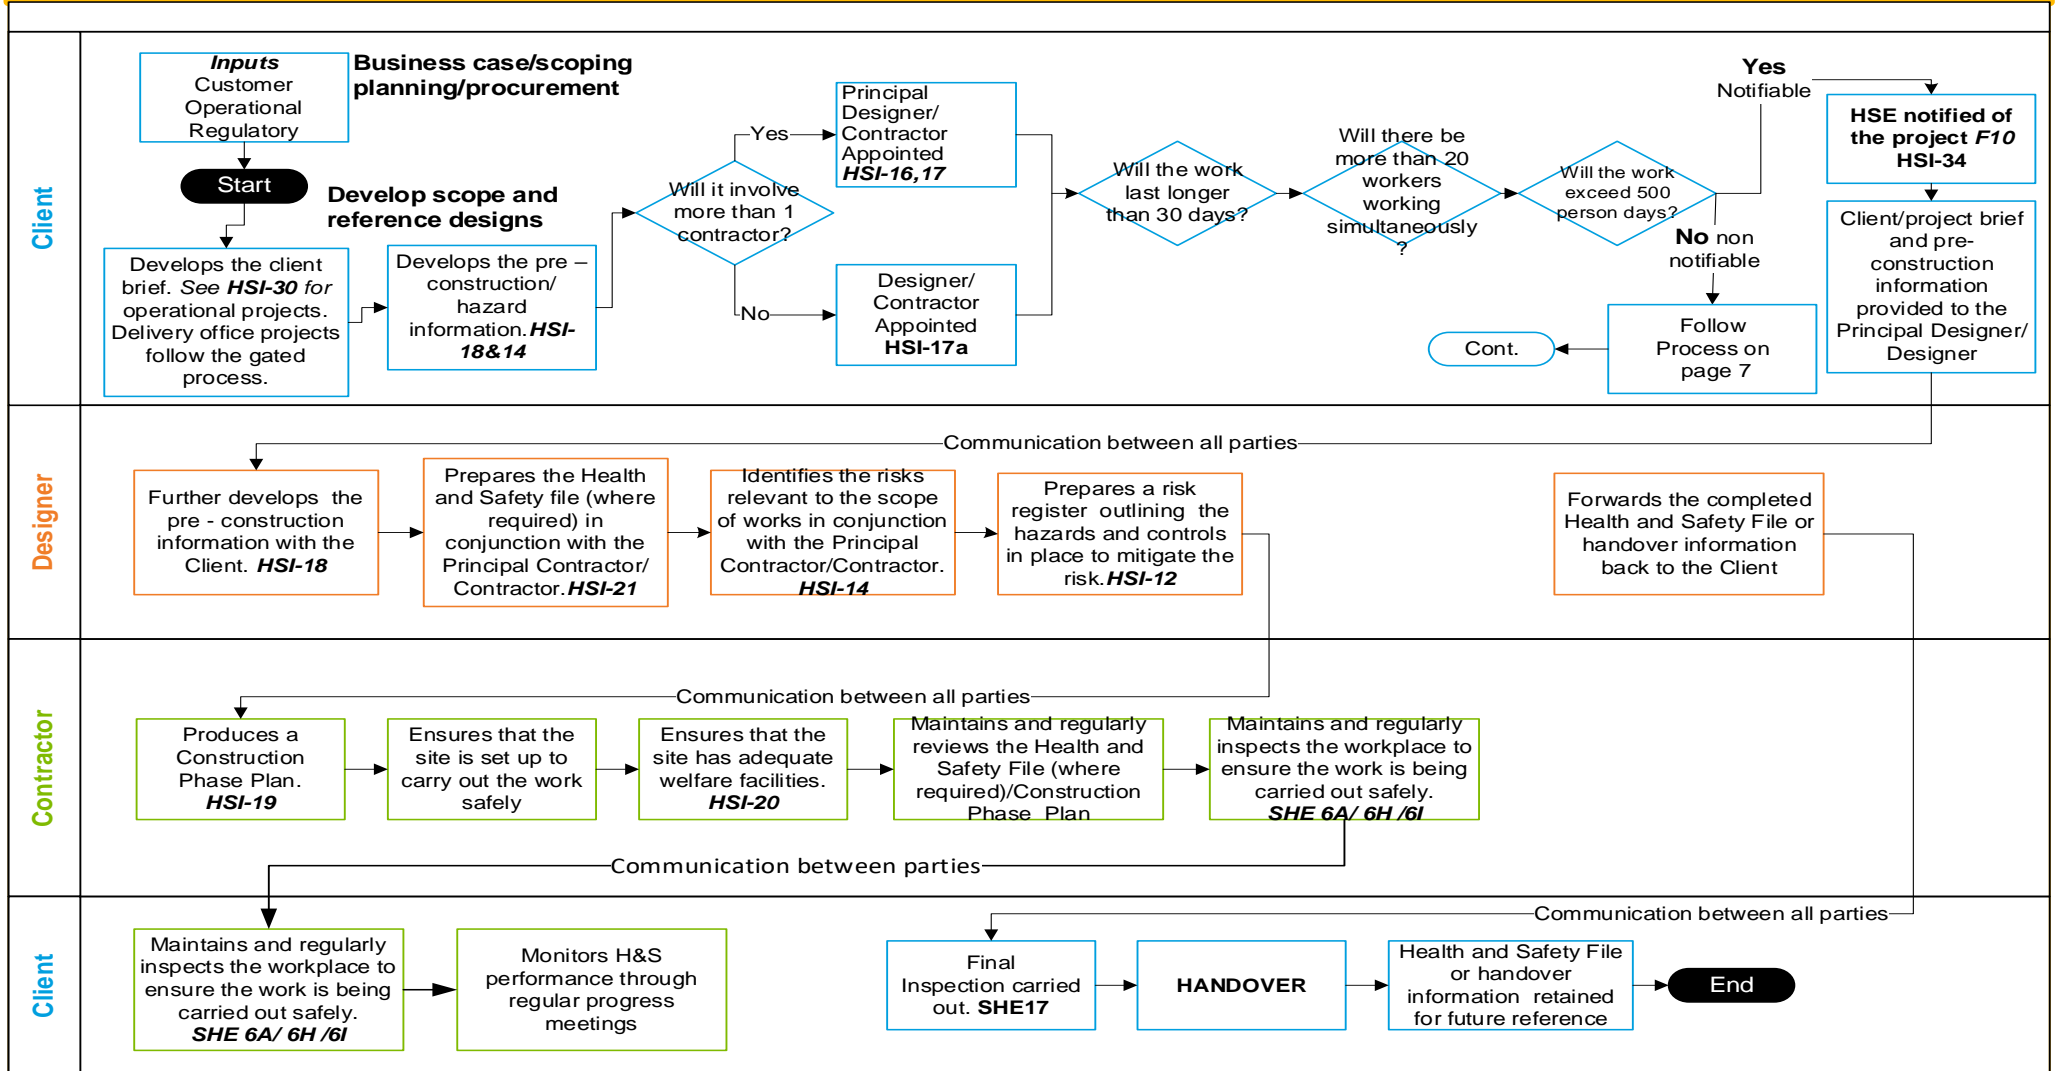 Client
Inputs
Customer
Operational
Regulatory
Business case/scoping
planning/procurement
Start
Develop scope and
reference designs
Develops the client
brief. See HSI-30 for
operational projects.
Delivery office projects
follow the gated
process.
Develops the pre –
construction/
hazard
information.HSI-
18&14
Will it involve
more than 1
contractor?
Yes
No
Principal
Designer/
Contractor
Appointed
HSI-16,17
Designer/
Contractor
Appointed
HSI-17a
Will the work
last longer
than 30 days?
Will there be
more than 20
workers
working
simultaneously
?
Will the work
exceed 500
person days?
Yes
Notifiable
No non
notifiable
HSE notified of
the project F10
HSI-34
Client/project brief
and pre-
construction
information
provided to the
Principal Designer/
Designer
Follow
Process on
page 7
Cont.
Designer
Communication between all parties
Further develops the
pre - construction
information with the
Client. HSI-18
Prepares the Health
and Safety file (where
required) in
conjunction with the
Principal Contractor/
Contractor.HSI-21
Identifies the risks
relevant to the scope
of works in conjunction
with the Principal
Contractor/Contractor.
HSI-14
Prepares a risk
register outlining the
hazards and controls
in place to mitigate the
risk.HSI-12
Forwards the completed
Health and Safety File or
handover information
back to the Client
Contractor
Communication between all parties
Produces a
Construction
Phase Plan.
HSI-19
Ensures that the
site is set up to
carry out the work
safely
Ensures that the
site has adequate
welfare facilities.
HSI-20
Maintains and regularly
reviews the Health and
Safety File (where
required)/Construction
Phase Plan
Maintains and regularly
inspects the workplace to
ensure the work is being
carried out safely.
SHE 6A/ 6H /6I
Communication between parties
Client
Communication between all parties
Maintains and regularly
inspects the workplace to
ensure the work is being
carried out safely.
SHE 6A/ 6H /6I
Monitors H&S
performance through
regular progress
meetings
Final
Inspection carried
out. SHE17
HANDOVER
Health and Safety File
or handover
information retained
for future reference
End